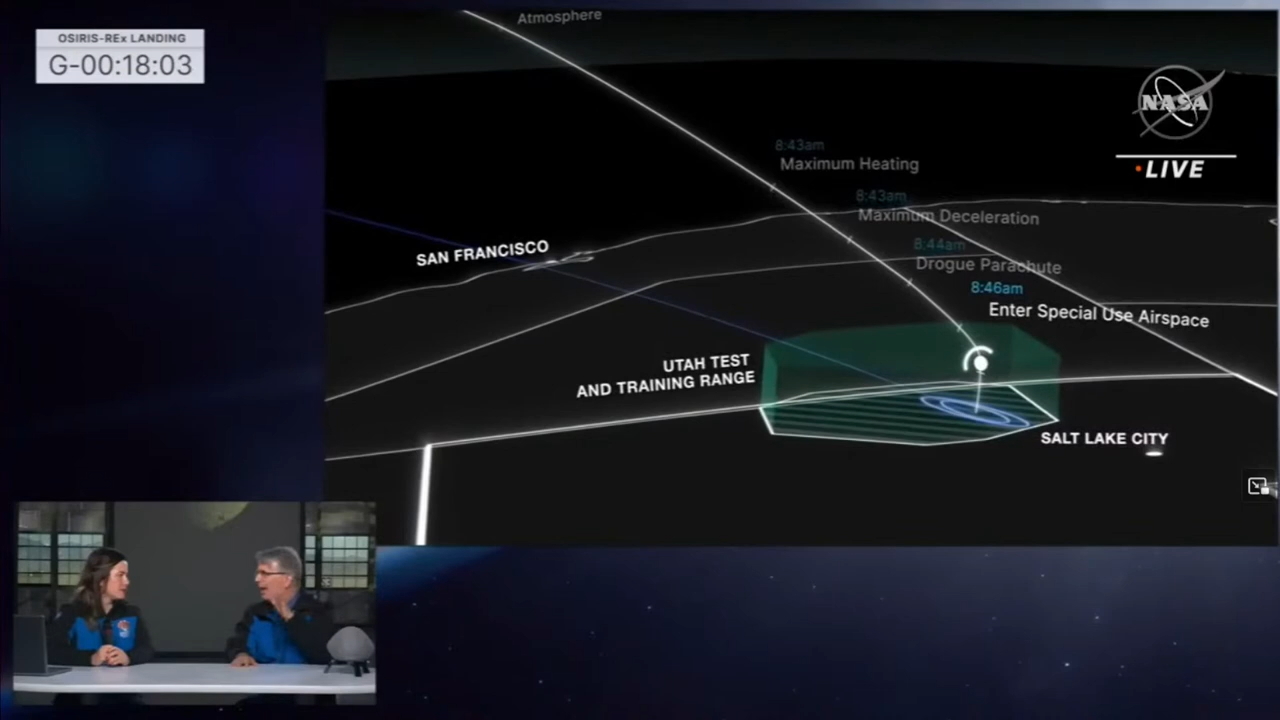 OSIRIS-REx LANDING
G-00:18:03
Atmosphere
NASA
LIVE
8:43am
Maximum Heating
8:43am
Maximum Deceleration
8:44am
Drogue Parachute
8:46am
Enter Special Use Airspace
SAN FRANCISCO
UTAH TEST
AND TRAINING RANGE
SALT LAKE CITY